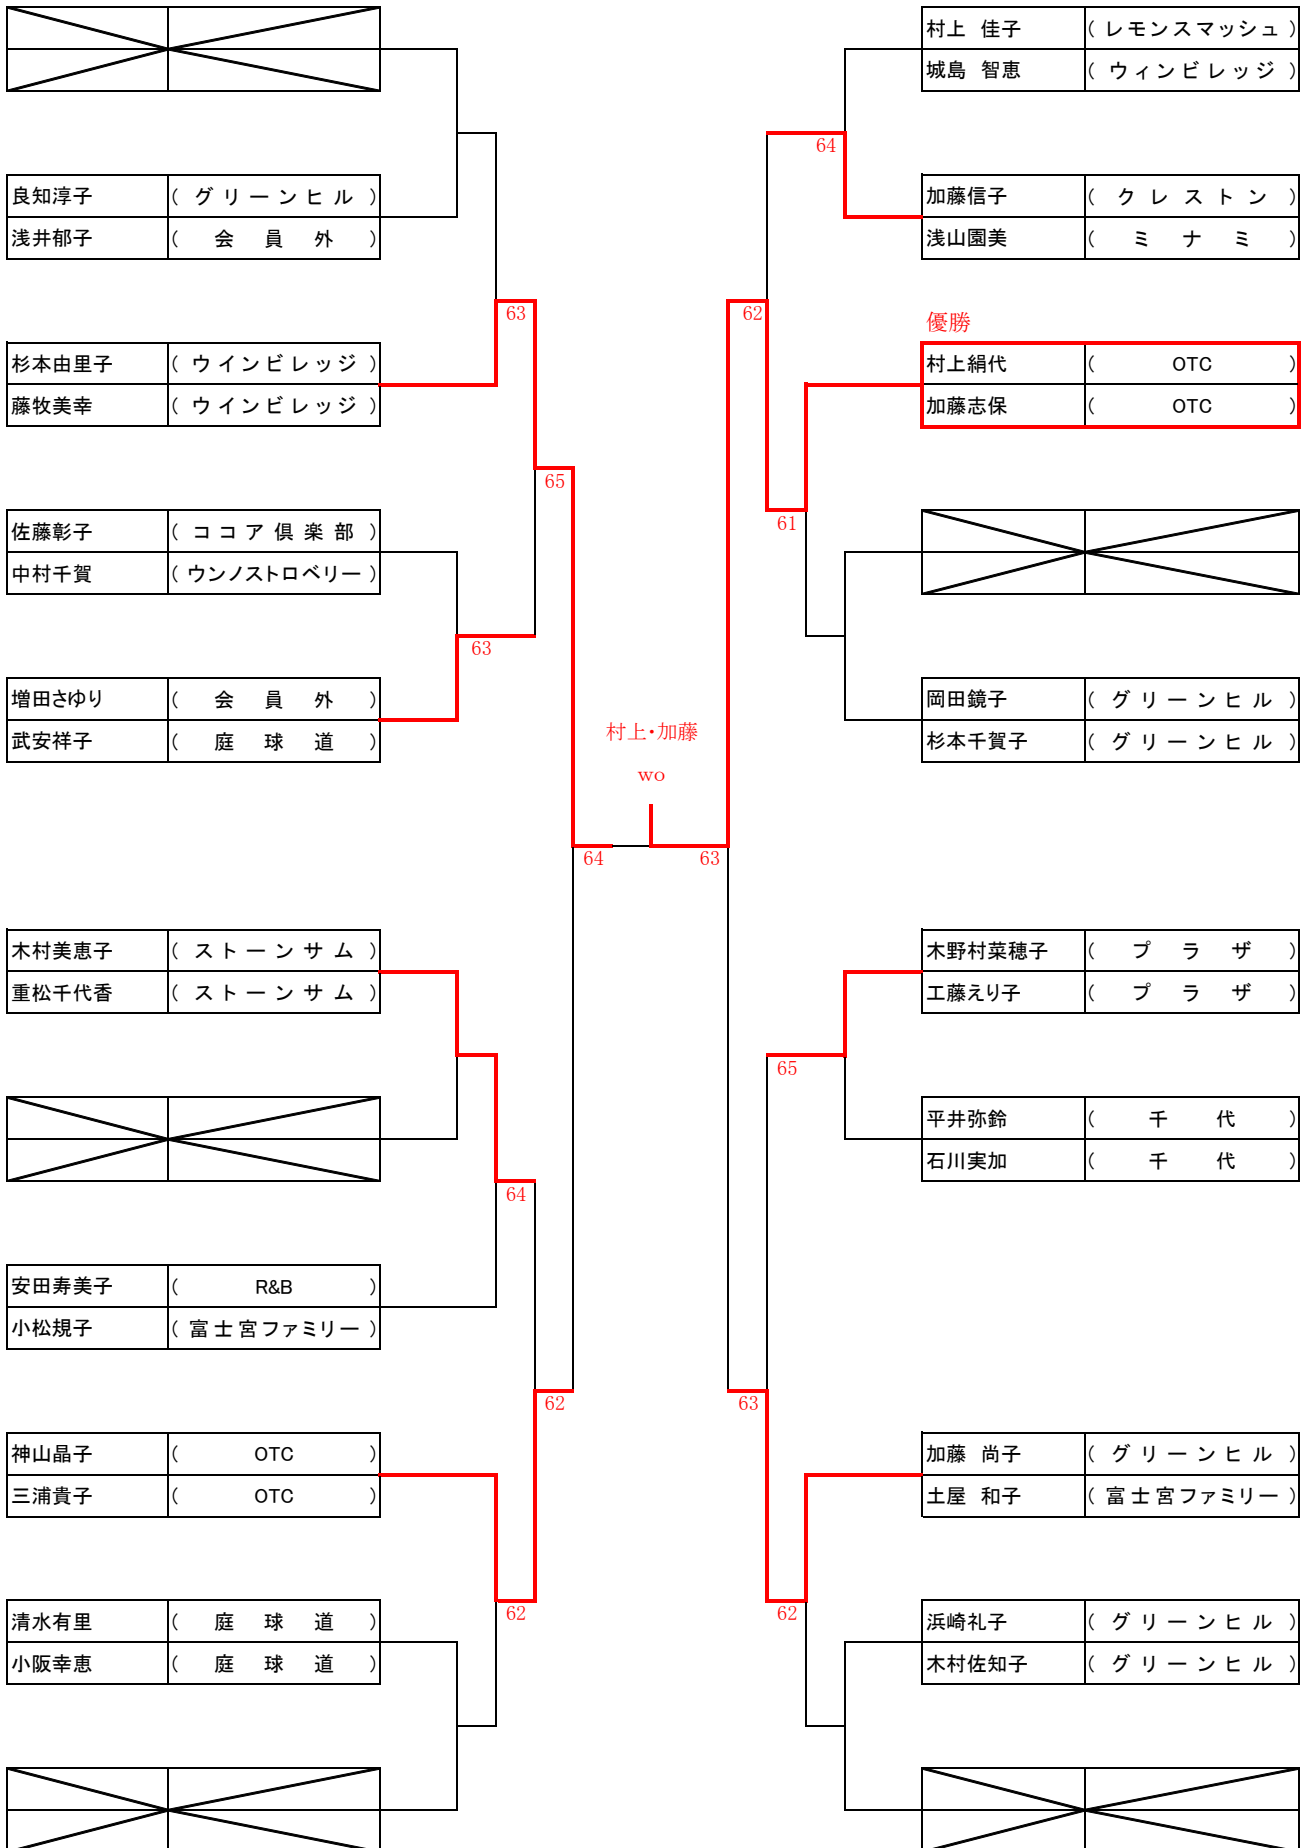 村上 佳子 ( レモンスマッシュ )
城島 智恵 ( ウィンビレッジ )
64
良知淳子 ( グリーンヒル )
浅井郁子 ( 会員外 )
加藤信子 ( クレストン )
浅山園美 ( ミナミ )
63
62
優勝
杉本由里子 ( ウインビレッジ )
藤牧美幸 ( ウインビレッジ )
村上絹代 ( OTC )
加藤志保 ( OTC )
65
61
佐藤彰子 ( ココア倶楽部 )
中村千賀 ( ウンノストロベリー )
63
増田さゆり ( 会員外 )
武安祥子 ( 庭球道 )
岡田鏡子 ( グリーンヒル )
杉本千賀子 ( グリーンヒル )
村上・加藤
wo
64
63
木村美恵子 ( ストーンサム )
重松千代香 ( ストーンサム )
木野村菜穂子 ( プラザ )
工藤えり子 ( プラザ )
65
平井弥鈴 ( 千代 )
石川実加 ( 千代 )
64
安田寿美子 ( R&B )
小松規子 ( 富士宮ファミリー )
62
63
神山晶子 ( OTC )
三浦貴子 ( OTC )
加藤 尚子 ( グリーンヒル )
土屋 和子 ( 富士宮ファミリー )
62
62
清水有里 ( 庭球道 )
小阪幸恵 ( 庭球道 )
浜崎礼子 ( グリーンヒル )
木村佐知子 ( グリーンヒル )